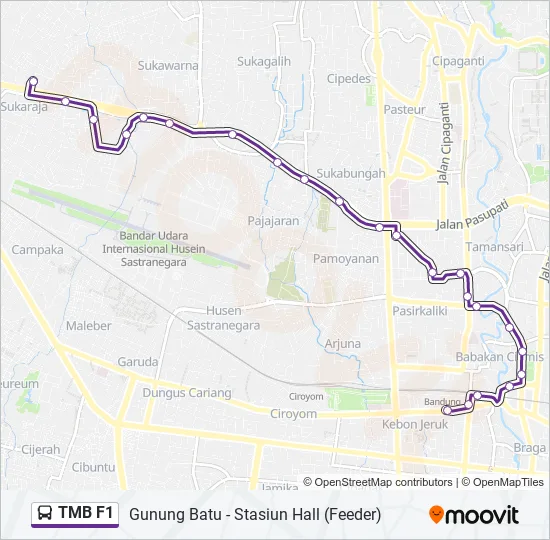 Sukawarna
Sukagalih
Cipaganti
Cipedes
Sukaraja
Pasteur
Jalan Cipaganti
Sukabungah
Jalan Pasupati
Pajajaran
Bandar Udara
Internasional Husein
Sastranegara
Tamansari
Campaka
Pamoyanan
Husen
Sastranegara
Pasirkaliki
Maleber
Arjuna
Garuda
Babakan Ciamis
Dungus Cariang
Ciroyom
Bandung
Ciroyom
Kebon Jeruk
Braga
Cijerah
Cibuntu
© OpenStreetMap contributors | © OpenMapTiles
TMB F1
Gunung Batu - Stasiun Hall (Feeder)
moovit